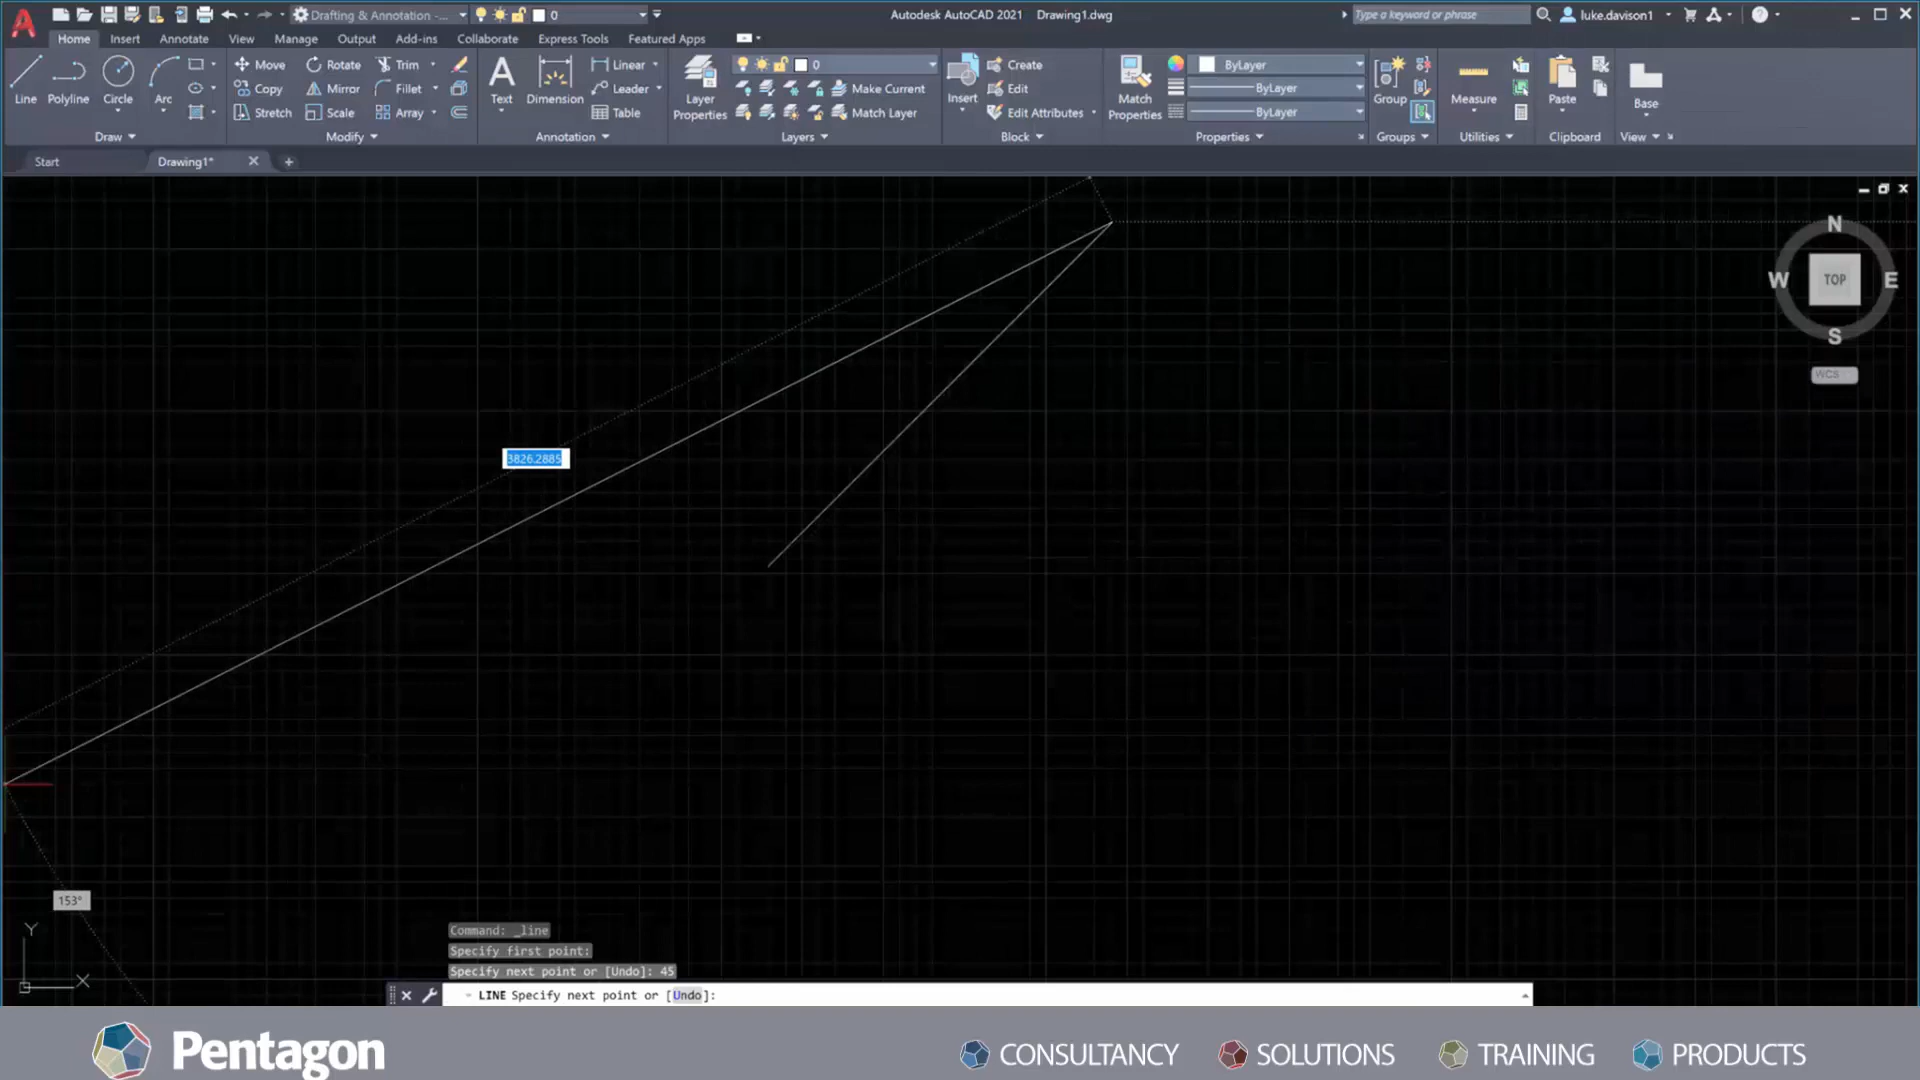 Drafting & Annotation -...
0
Autodesk AutoCAD 2021 Drawing1.dwg
Type a keyword or phrase
luke.davison1
Home Insert Annotate View Manage Output Add-ins Collaborate Express Tools Featured Apps
Line Polyline Circle Arc
Move Rotate Trim
Copy Mirror Fillet
Stretch Scale Array
Text Dimension
Linear
Leader
Table
Layer Properties
0
Make Current
Match Layer
Insert
Create
Edit
Edit Attributes
Match Properties
ByLayer
ByLayer
ByLayer
Group
Measure
Paste
Base
Draw Modify Annotation Layers Block Properties Groups Utilities Clipboard View
Start Drawing1*
N
W TOP E
S
WCS
3826.2885
153°
Y
X
Command: _line
Specify first point:
Specify next point or [Undo]: 45
LINE Specify next point or [Undo]:
Pentagon CONSULTANCY SOLUTIONS TRAINING PRODUCTS